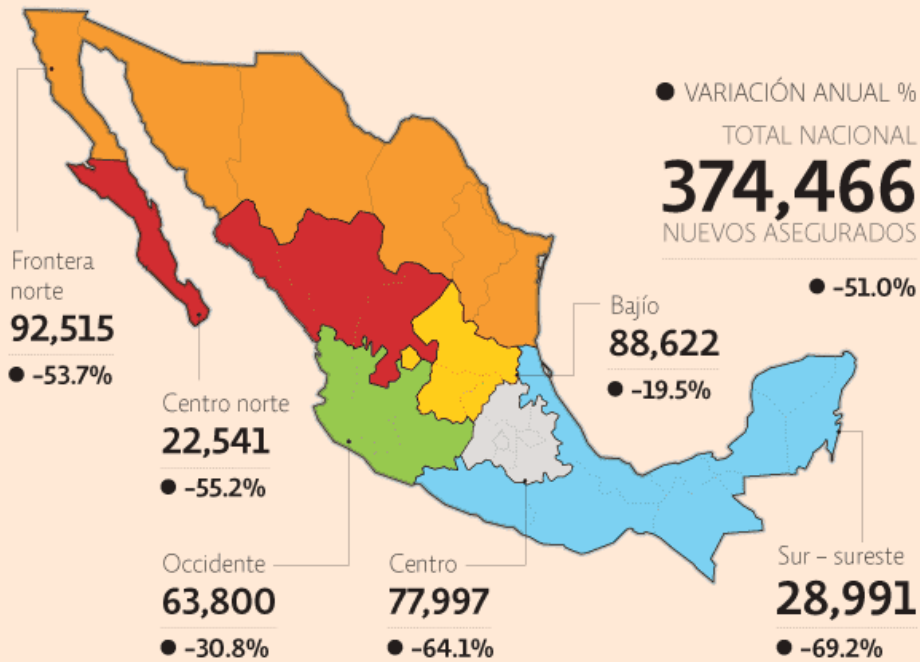 ● VARIACIÓN ANUAL %
TOTAL NACIONAL
374,466
NUEVOS ASEGURADOS
● -51.0%
Frontera
norte
92,515
● -53.7%
Bajío
88,622
● -19.5%
Centro norte
22,541
● -55.2%
Occidente
63,800
● -30.8%
Centro
77,997
● -64.1%
Sur – sureste
28,991
● -69.2%